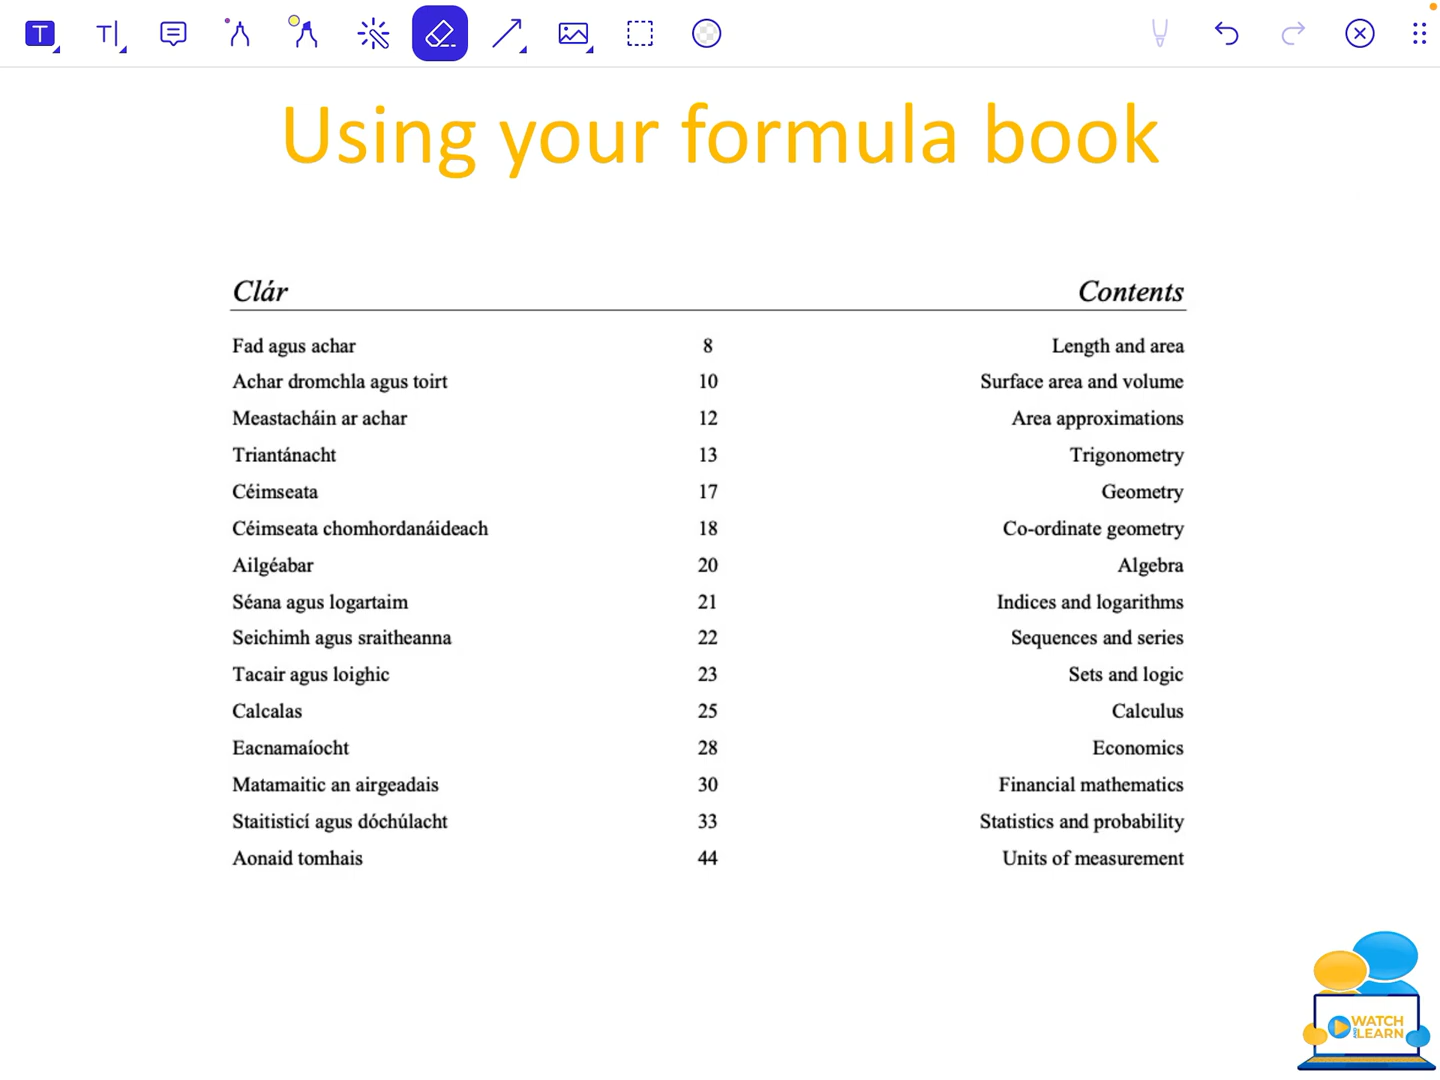 Using your formula book
Clár Contents
Fad agus achar 8 Length and area
Achar dromchla agus toirt 10 Surface area and volume
Meastacháin ar achar 12 Area approximations
Triantánacht 13 Trigonometry
Céimseata 17 Geometry
Céimseata chomhordanáideach 18 Co-ordinate geometry
Ailgéabar 20 Algebra
Séana agus logartaim 21 Indices and logarithms
Seichimh agus sraitheanna 22 Sequences and series
Tacair agus loighic 23 Sets and logic
Calcalas 25 Calculus
Eacnamaíocht 28 Economics
Matamaitic an airgeadais 30 Financial mathematics
Staitisticí agus dóchúlacht 33 Statistics and probability
Aonaid tomhais 44 Units of measurement
WATCH
AND LEARN